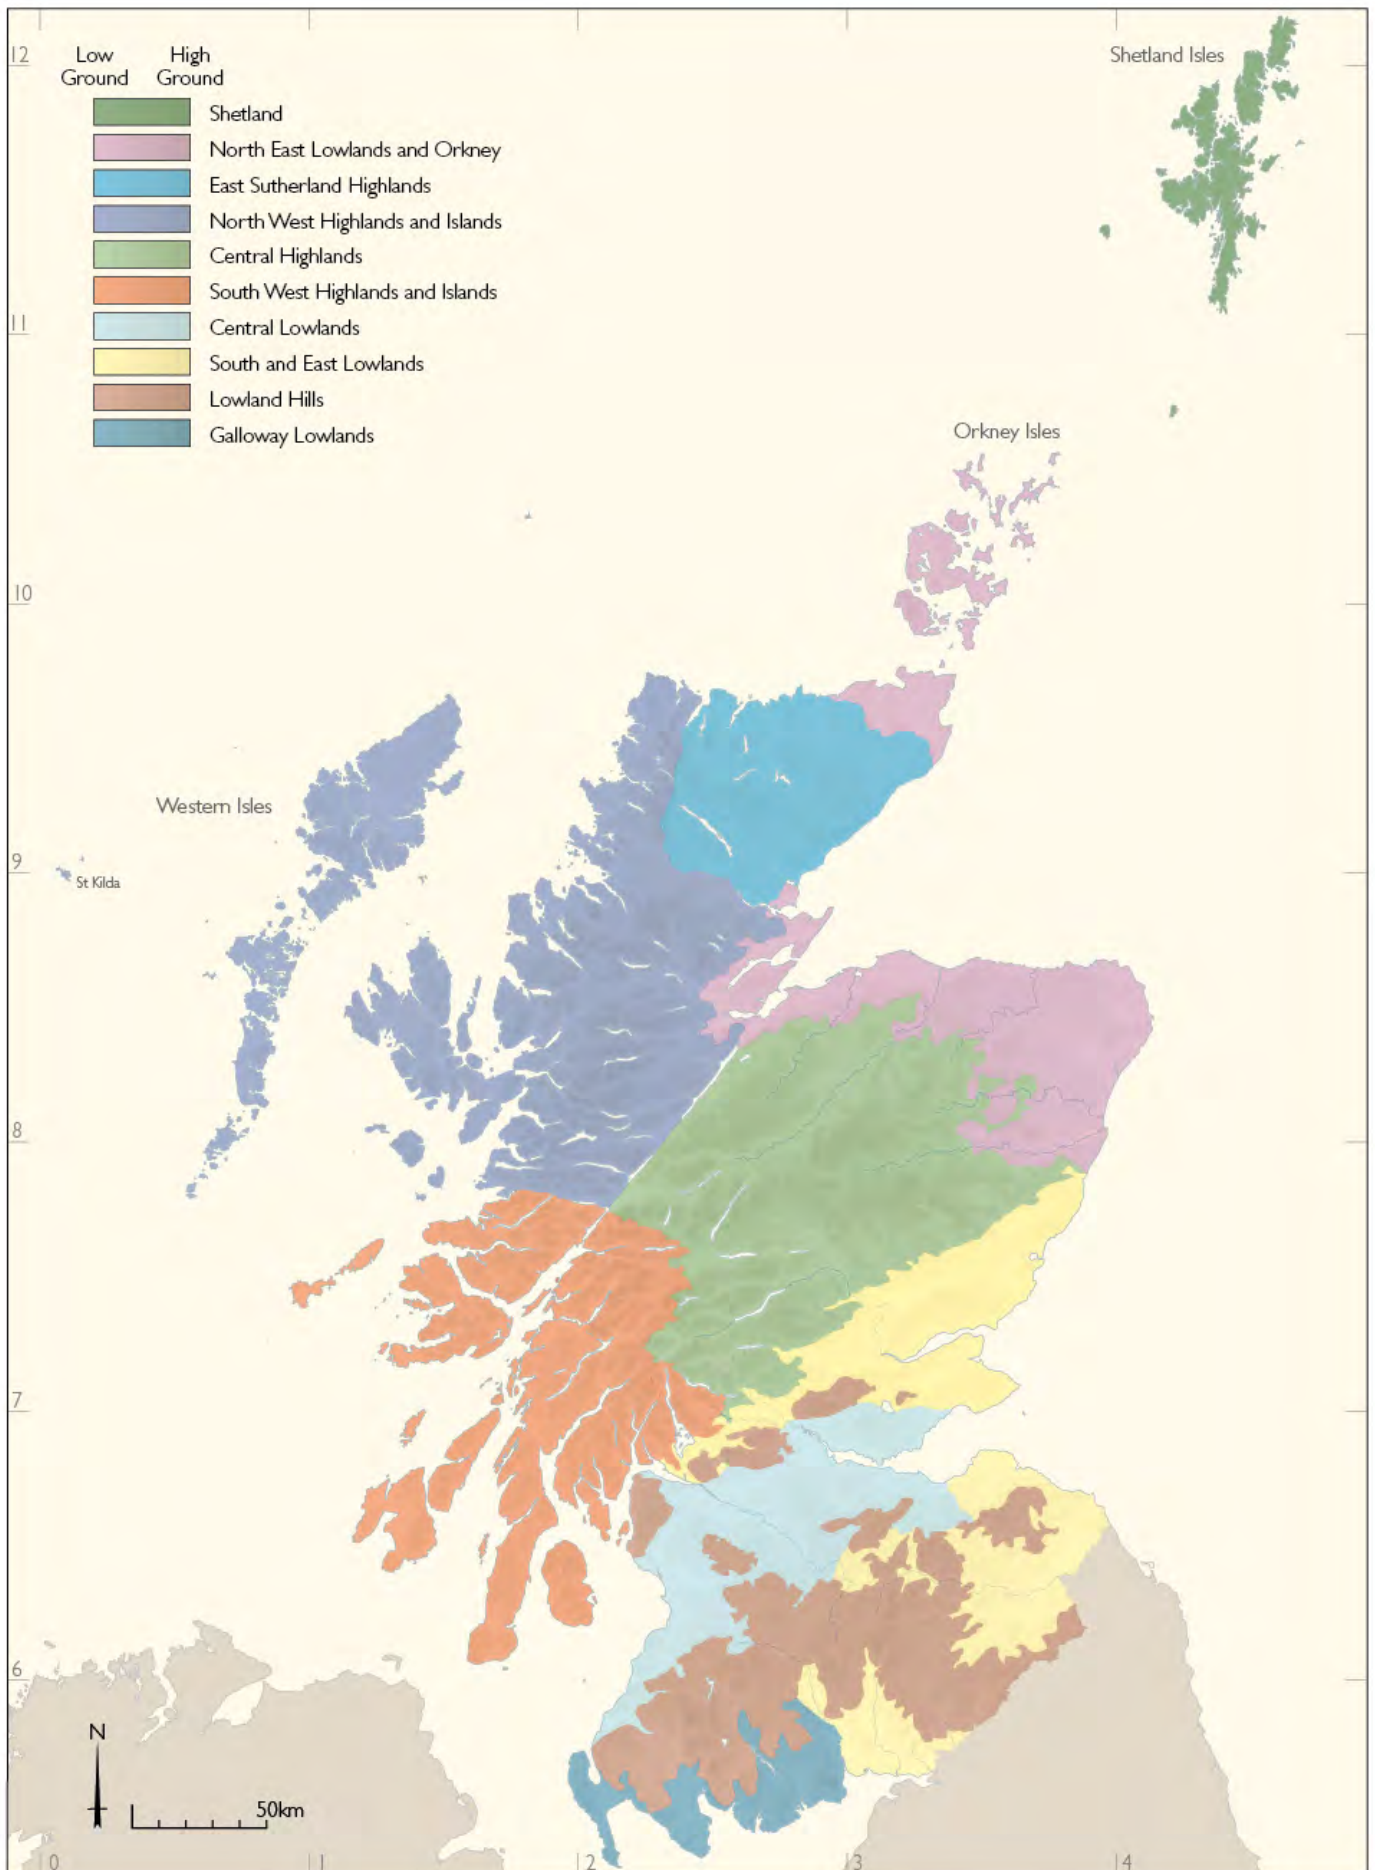 Low High
Ground Ground
Shetland
North East Lowlands and Orkney
East Sutherland Highlands
North West Highlands and Islands
Central Highlands
South West Highlands and Islands
Central Lowlands
South and East Lowlands
Lowland Hills
Galloway Lowlands
Shetland Isles
Orkney Isles
Western Isles
St Kilda
12
11
10
9
8
7
6
N
50km
0
1
2
3
4